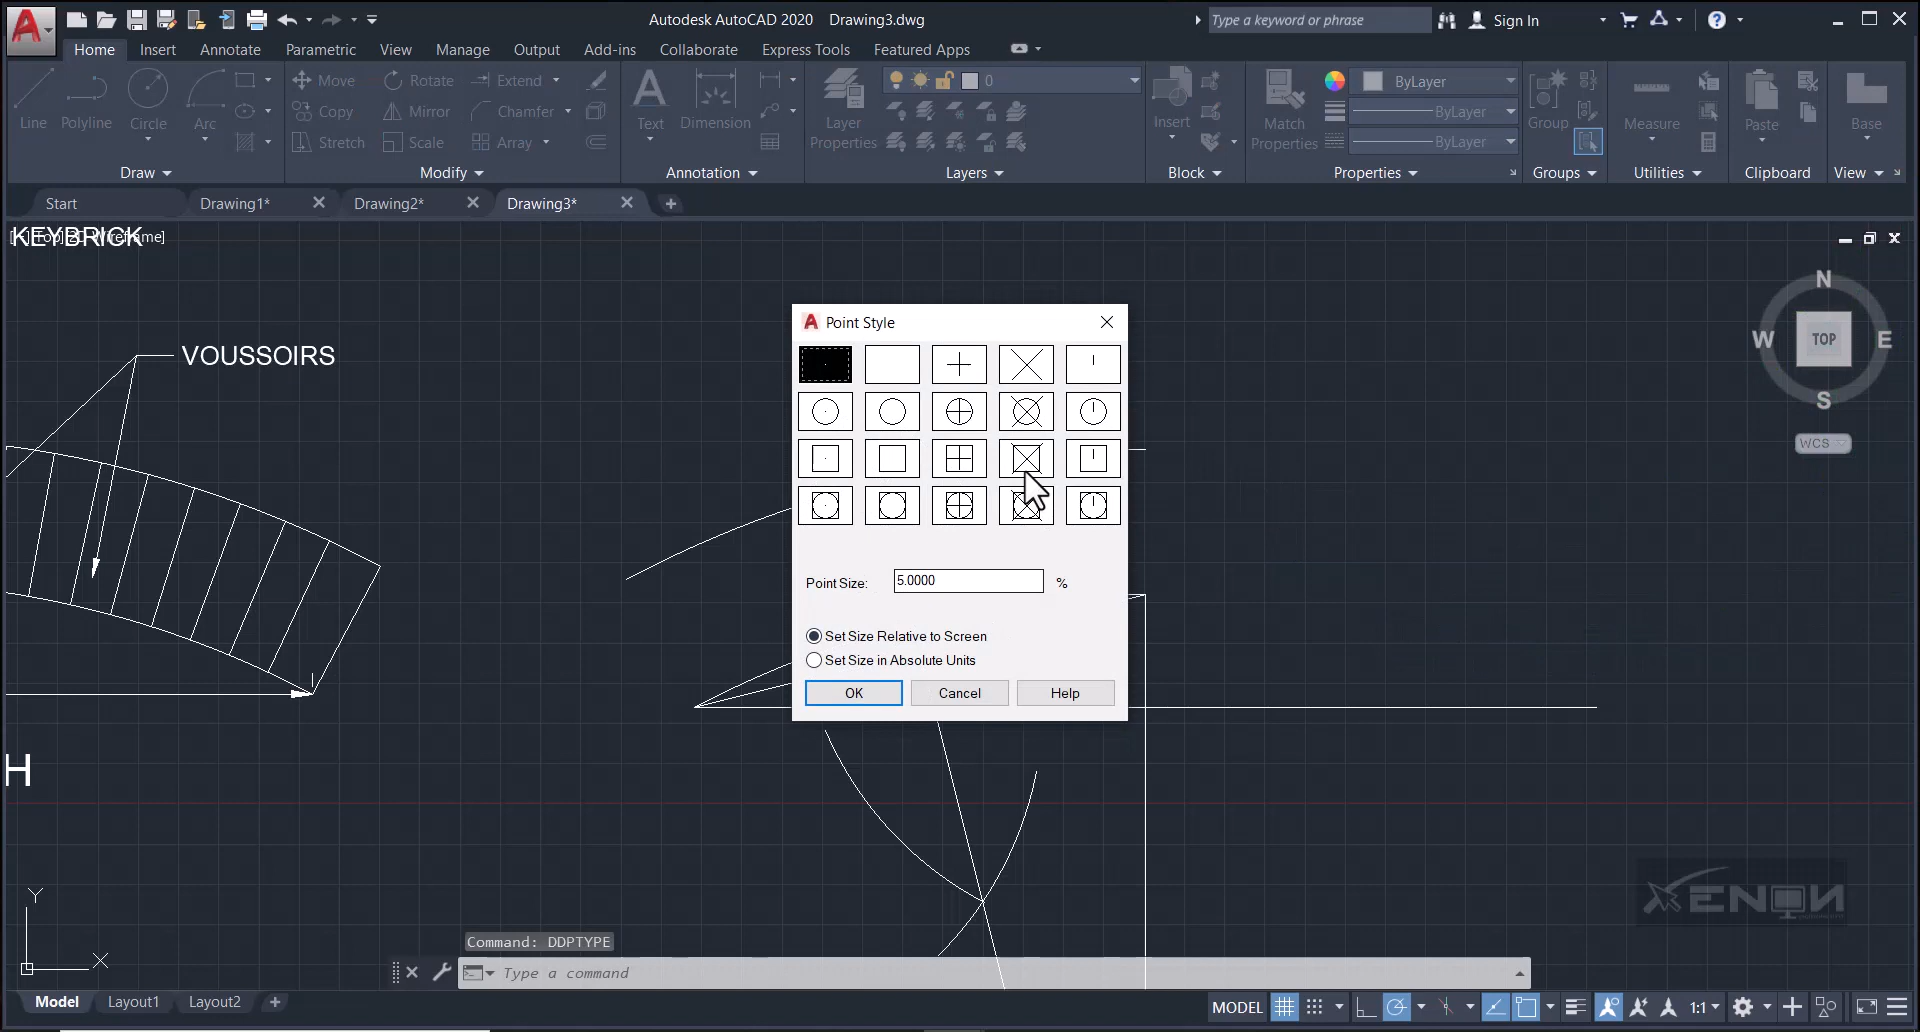 Autodesk AutoCAD 2020 Drawing3.dwg
Type a keyword or phrase
Sign In
Home Insert Annotate Parametric View Manage Output Add-ins Collaborate Express Tools Featured Apps
Line Polyline Circle Arc
Move Rotate Extend
Copy Mirror Chamfer
Stretch Scale Array
Text Dimension
Layer Properties
0
Insert
Match Properties
ByLayer
ByLayer
ByLayer
Group
Measure
Paste
Base
Draw Modify Annotation Layers Block Properties Groups Utilities Clipboard View
Start Drawing1* Drawing2* Drawing3*
[-][Top][2D Wireframe]
KEYBRICK
VOUSSOIRS
H
N
W TOP E
S
WCS
Point Style
Point Size: 5.0000 %
Set Size Relative to Screen
Set Size in Absolute Units
OK Cancel Help
Y
X
XENON
Command: DDPTYPE
Type a command
Model Layout1 Layout2
MODEL 1:1